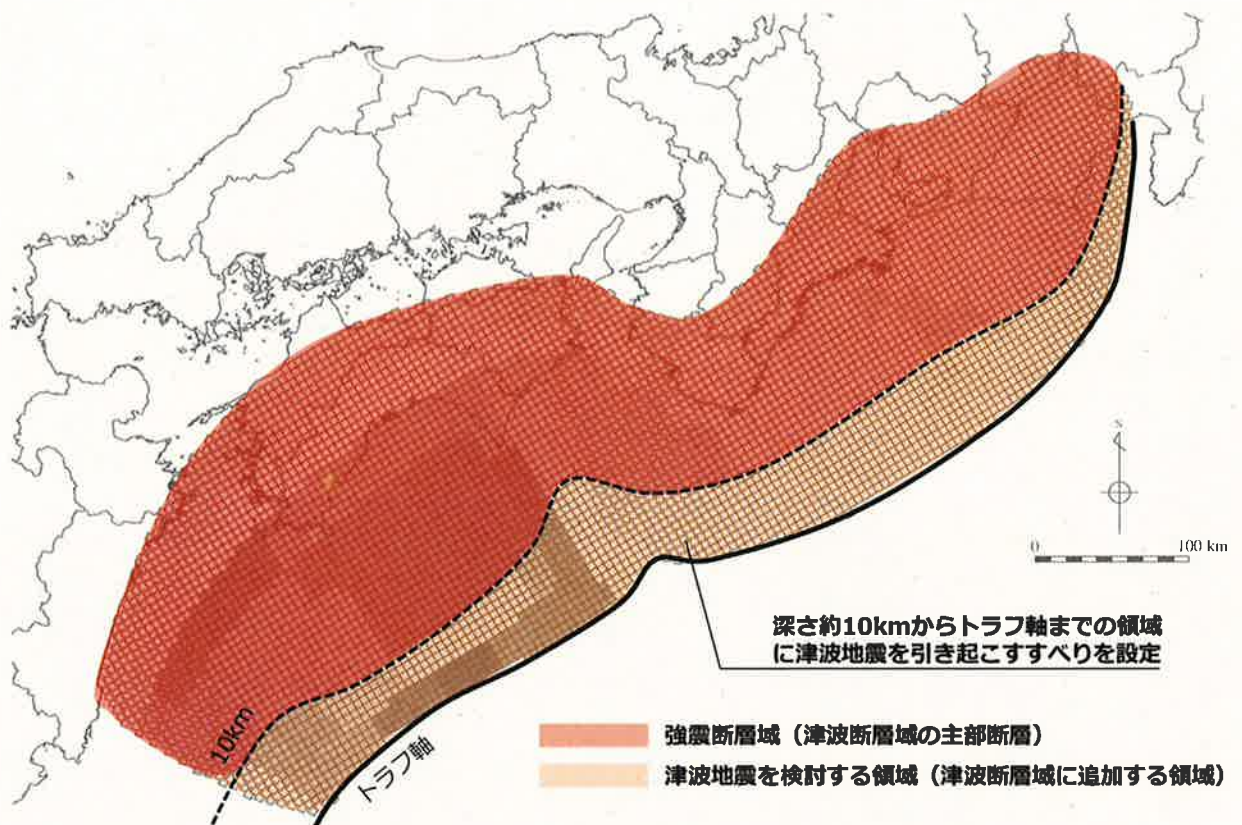 N
0
100 km
深さ約10kmからトラフ軸までの領域
に津波地震を引き起こすすべりを設定
10km
トラフ軸
強震断層域（津波断層域の主部断層）
津波地震を検討する領域（津波断層域に追加する領域）